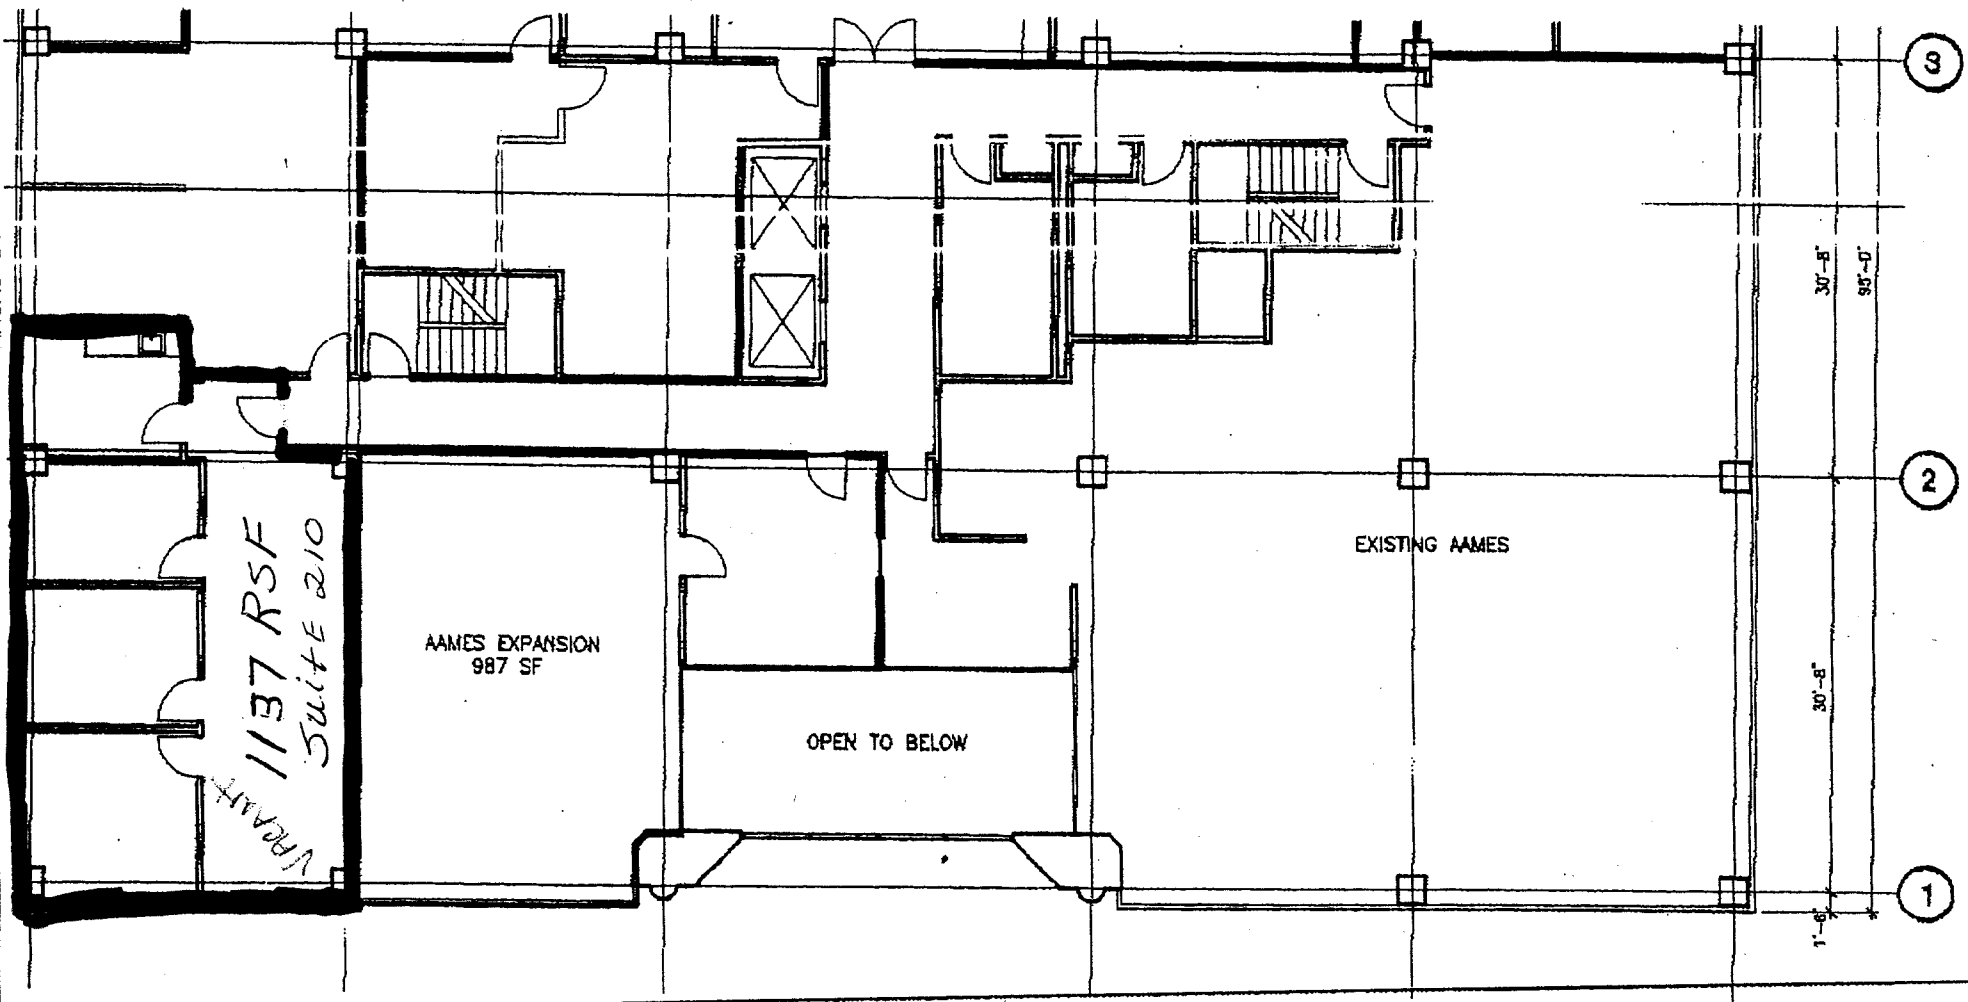 3
30'-8"
95'-0"
2
EXISTING AAMES
1137 RSF
SuitE 210
VACANT
AAMES EXPANSION
987 SF
30'-8"
OPEN TO BELOW
1
1'-6"